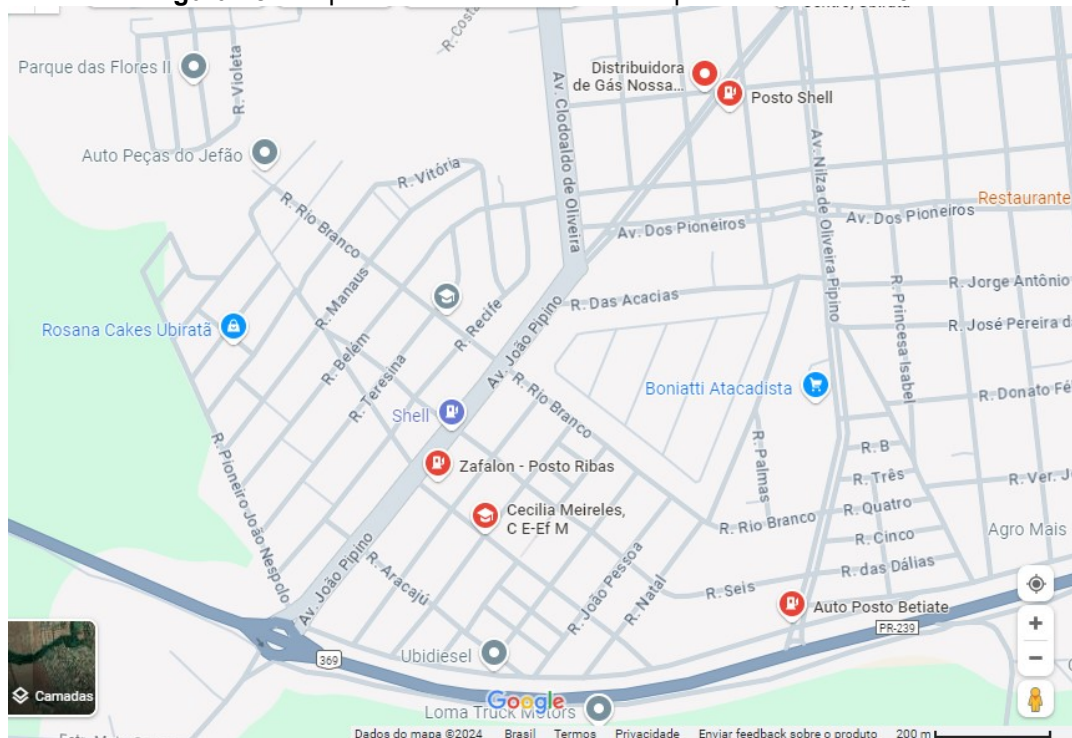 R. Costa
Parque das Flores II
R. Violeta
Distribuidora
de Gás Nossa...
Posto Shell
Av. Clodoaldo de Oliveira
Av. Nilza de Oliveira Pipino
Auto Peças do Jefão
R. Vitória
R. Rio Branco
Restaurante
Av. Dos Pioneiros
Av. Dos Pioneiros
R. Manaus
R. Recife
R. Das Acacias
R. Jorge Antônio
R. Princesa Isabel
Rosana Cakes Ubiratã
R. José Pereira d
R. Belém
R. Teresina
Av. João Pipino
R. Rio Branco
Boniatti Atacadista
R. Donato Fé
Shell
R. Palmas
R. B
Zafalon - Posto Ribas
R. Três
R. Ver. J
R. Pioneiro João Nespolo
Cecilia Meireles,
C E-Ef M
R. Quatro
R. Rio Branco
Agro Mais
R. Cinco
R. Aracajú
R. João Pessoa
R. Natal
R. das Dálias
Av. João Pipino
R. Seis
Auto Posto Betiate
PR-239
369
Ubidiesel
Camadas
Google
Loma Truck Motors
Dados do mapa ©2024 Brasil Termos Privacidade Enviar feedback sobre o produto 200 m